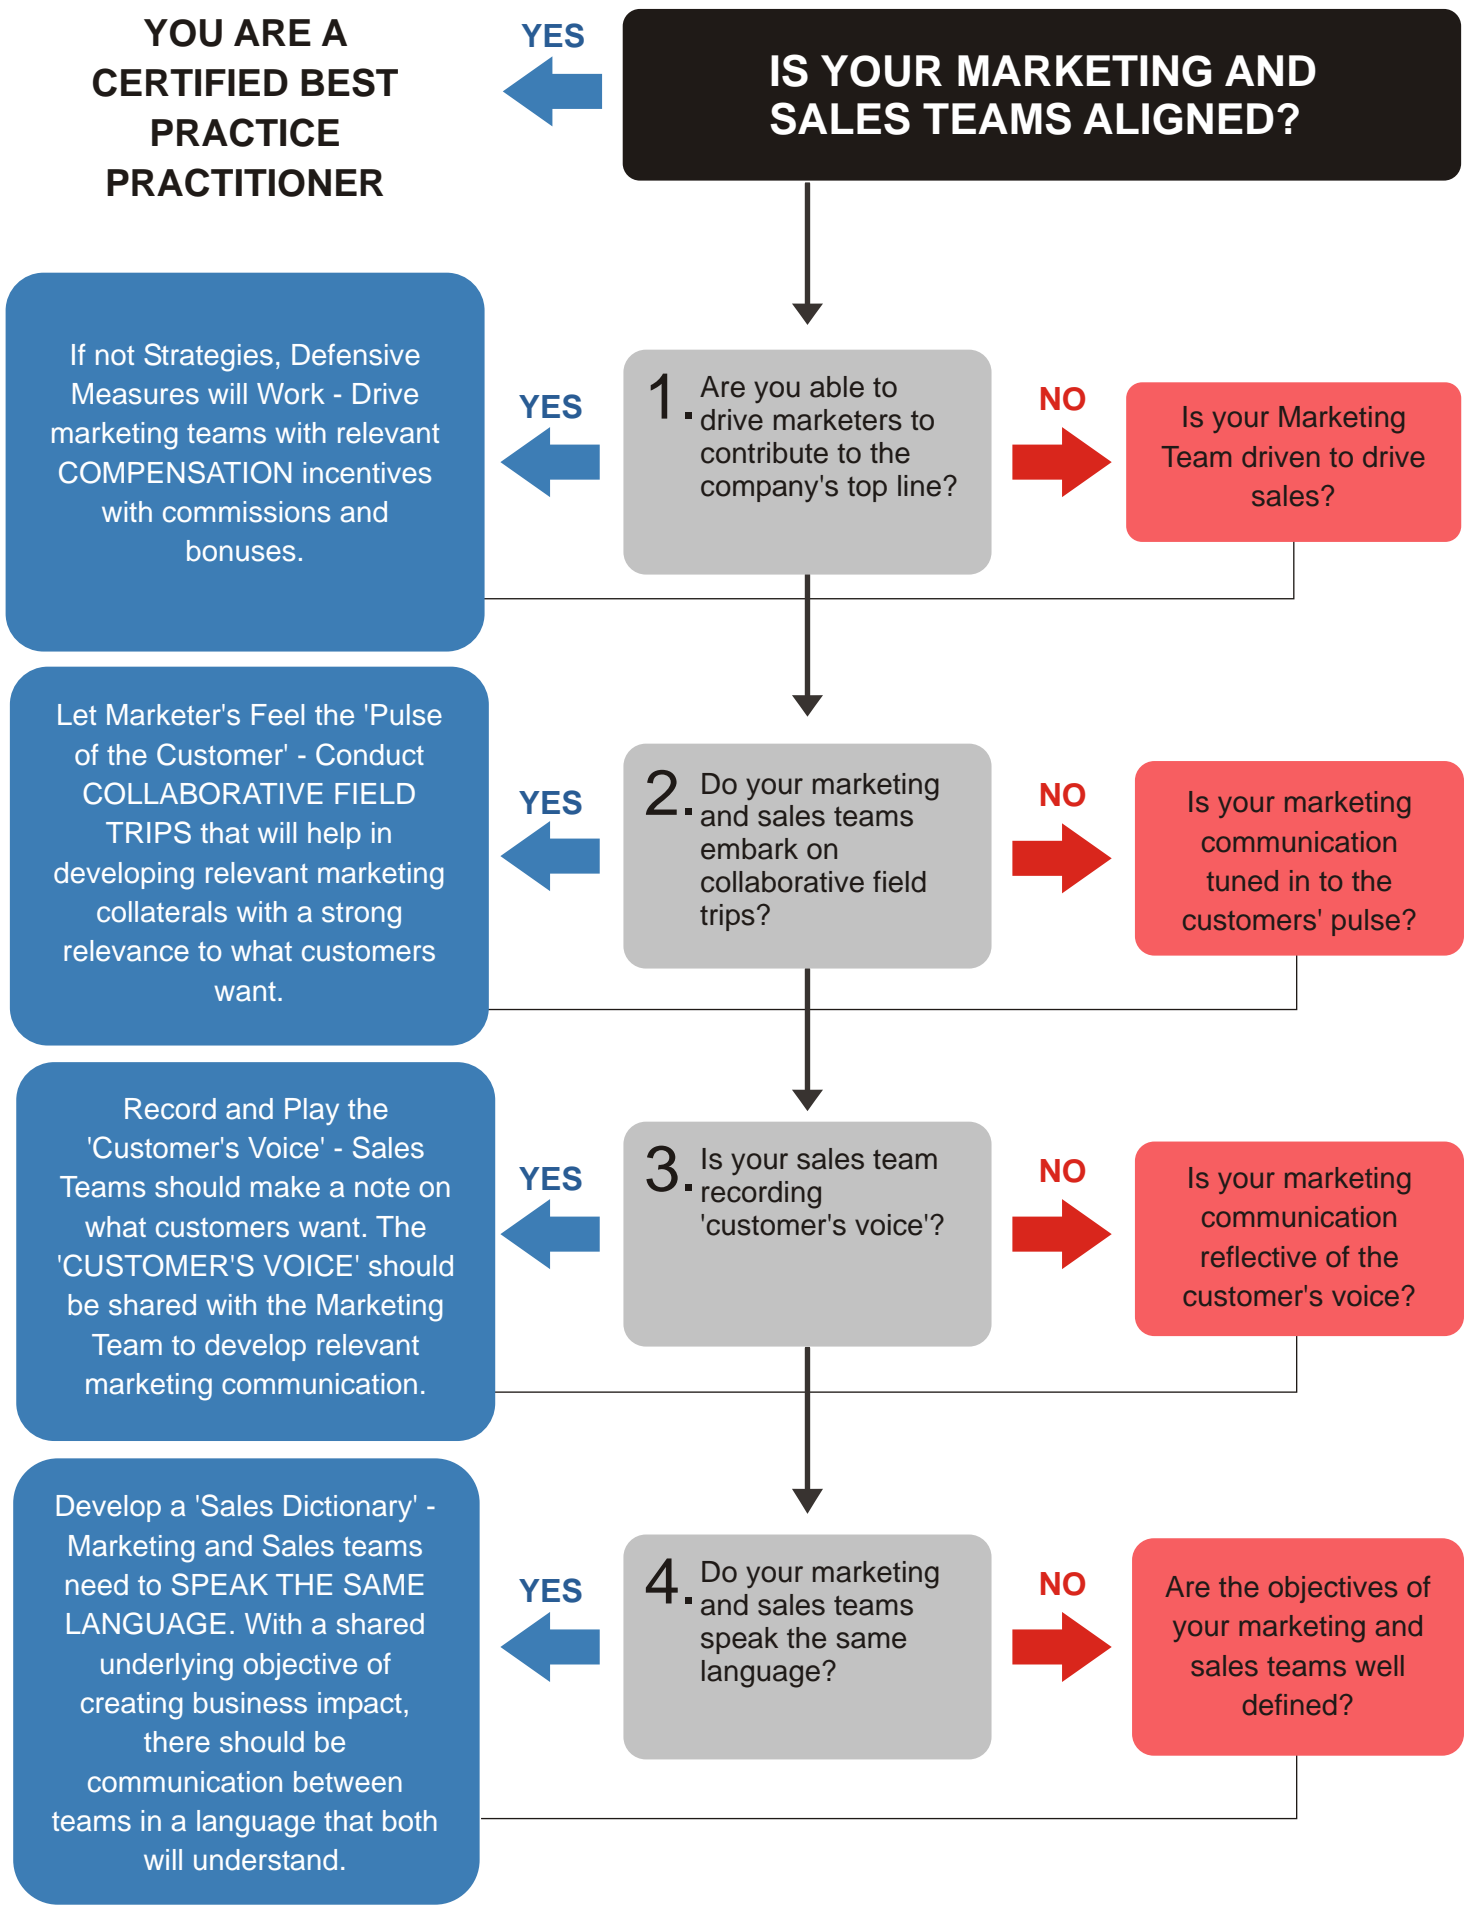 YOU ARE A
CERTIFIED BEST
PRACTICE
PRACTITIONER
YES
IS YOUR MARKETING AND
SALES TEAMS ALIGNED?
If not Strategies, Defensive
Measures will Work - Drive
marketing teams with relevant
COMPENSATION incentives
with commissions and
bonuses.
YES
1. Are you able to
drive marketers to
contribute to the
company's top line?
NO
Is your Marketing
Team driven to drive
sales?
Let Marketer's Feel the 'Pulse
of the Customer' - Conduct
COLLABORATIVE FIELD
TRIPS that will help in
developing relevant marketing
collaterals with a strong
relevance to what customers
want.
YES
2. Do your marketing
and sales teams
embark on
collaborative field
trips?
NO
Is your marketing
communication
tuned in to the
customers' pulse?
Record and Play the
'Customer's Voice' - Sales
Teams should make a note on
what customers want. The
'CUSTOMER'S VOICE' should
be shared with the Marketing
Team to develop relevant
marketing communication.
YES
3. Is your sales team
recording
'customer's voice'?
NO
Is your marketing
communication
reflective of the
customer's voice?
Develop a 'Sales Dictionary' -
Marketing and Sales teams
need to SPEAK THE SAME
LANGUAGE. With a shared
underlying objective of
creating business impact,
there should be
communication between
teams in a language that both
will understand.
YES
4. Do your marketing
and sales teams
speak the same
language?
NO
Are the objectives of
your marketing and
sales teams well
defined?